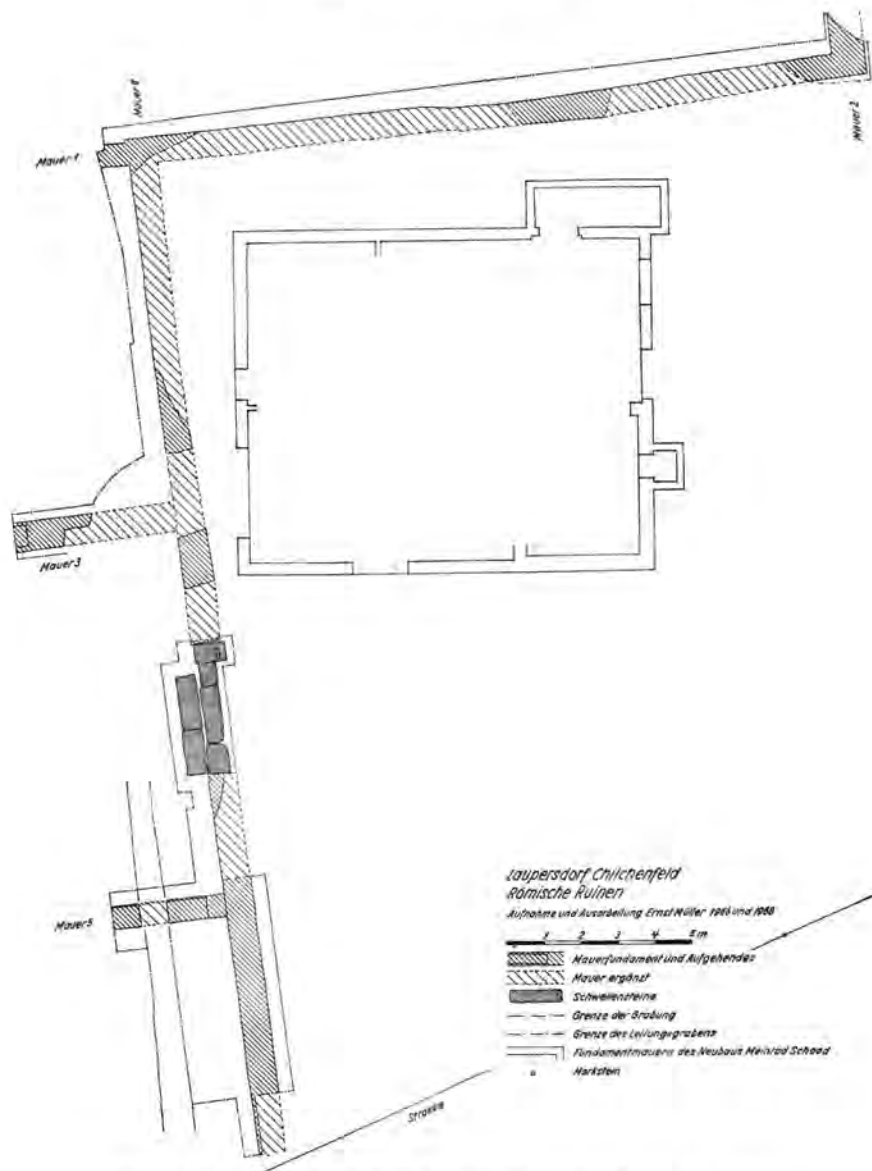 Mauer 4
Mauer 1
Mauer 2
Mauer 3
Mauer 5
Jaupersdorf Chilchenfeld
Römische Ruinen
Aufnahme und Ausarbeitung Ernst Müller 1966 und 1968
1 2 3 4 5 m
Mauerfundament und Aufgehendes
Mauer ergänzt
Schwellensteine
Grenze der Grabung
Grenze des Leitungsgrabens
Fundamentmauern des Neubaus Meinrad Schaad
Markstein
Strasse